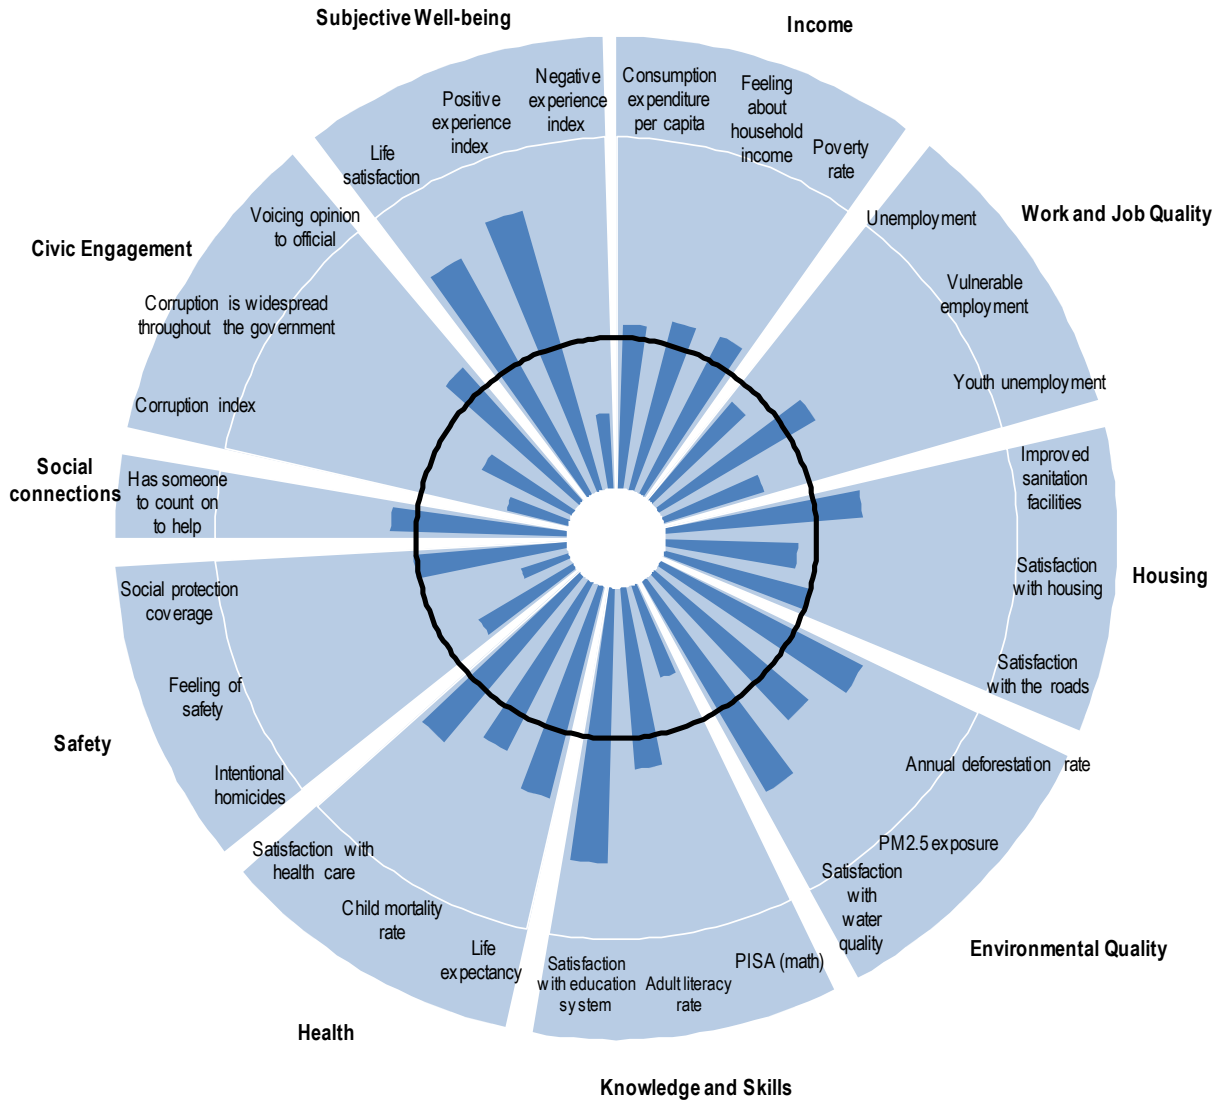 Subjective Well-being
Income
Negative
experience
index
Positive
experience
index
Life
satisfaction
Consumption
expenditure
per capita
Feeling
about
household
income
Poverty
rate
Work and Job Quality
Unemployment
Vulnerable
employment
Youth unemployment
Housing
Improved
sanitation
facilities
Satisfaction
with housing
Satisfaction
with the roads
Environmental Quality
Annual deforestation rate
PM2.5 exposure
Satisfaction
with
water
quality
Knowledge and Skills
PISA (math)
Adult literacy
rate
Satisfaction
with education
system
Health
Life
expectancy
Child mortality
rate
Satisfaction with
health care
Safety
Intentional
homicides
Feeling of
safety
Social protection
coverage
Social
connections
Has someone
to count on
to help
Civic Engagement
Corruption index
Corruption is widespread
throughout the government
Voicing opinion
to official